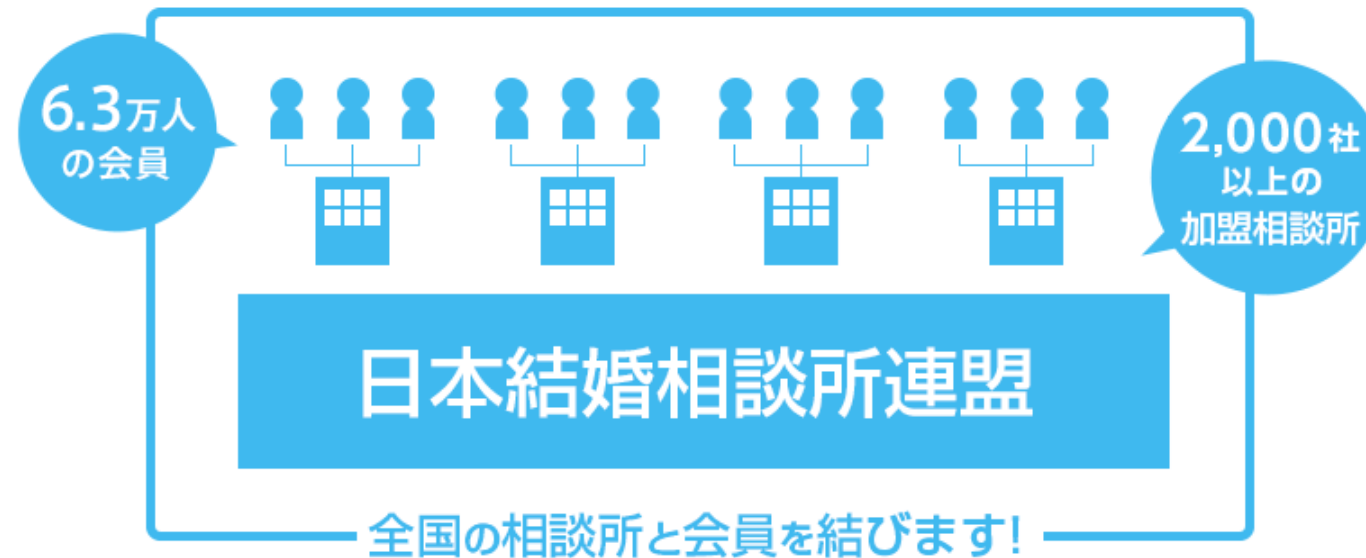 6.3万人
の会員
2,000社
以上の
加盟相談所
日本結婚相談所連盟
全国の相談所と会員を結びます!